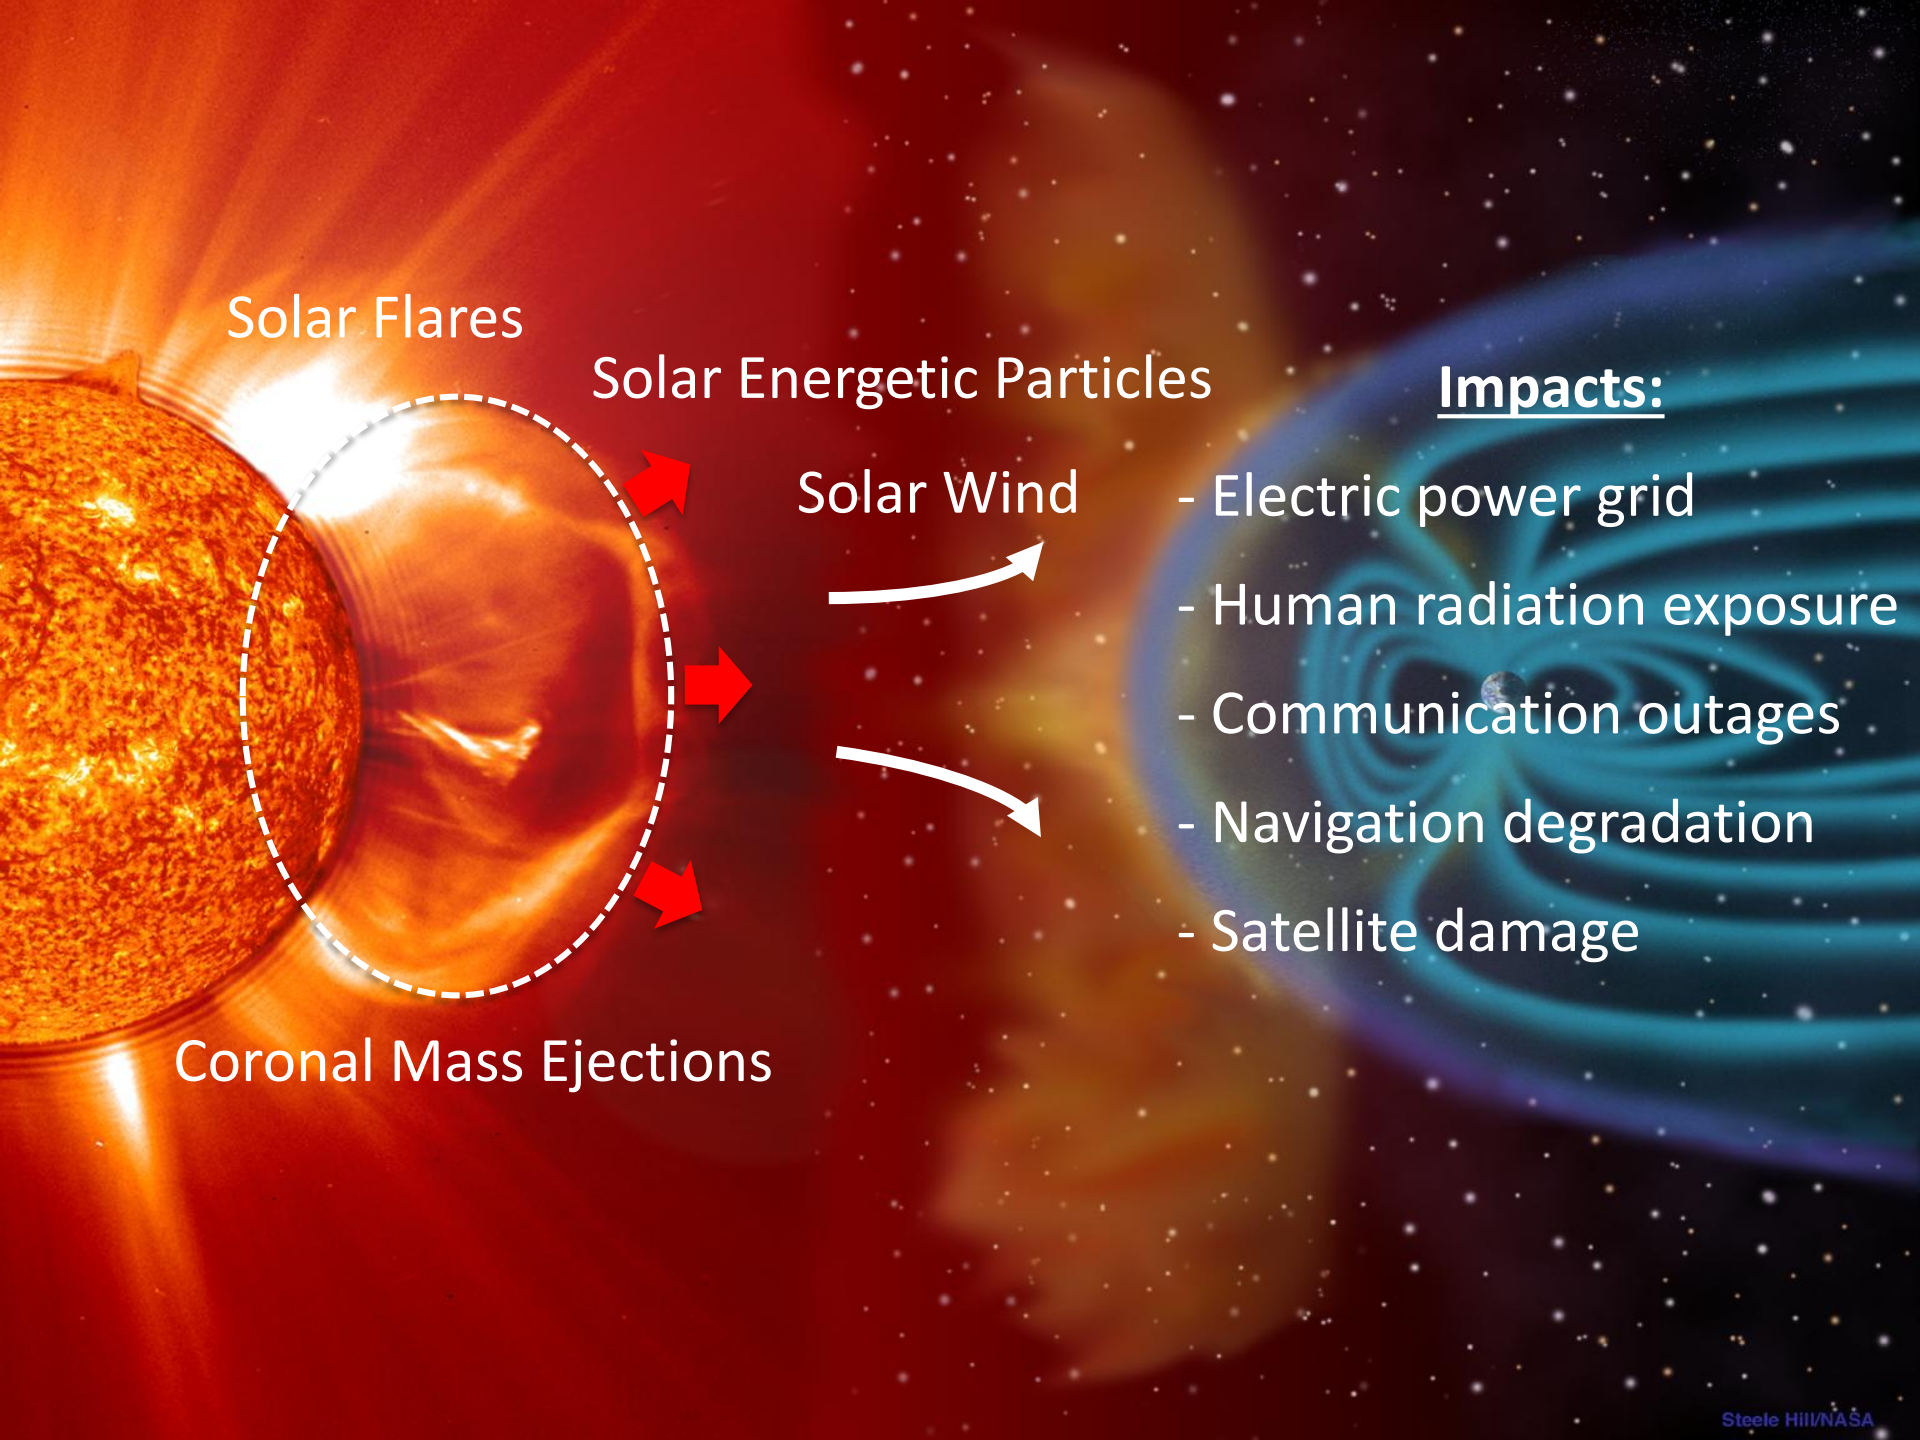 Solar Flares
Solar Energetic Particles
Solar Wind
Coronal Mass Ejections
Impacts:
- Electric power grid
- Human radiation exposure
- Communication outages
- Navigation degradation
- Satellite damage
Steele Hill/NASA